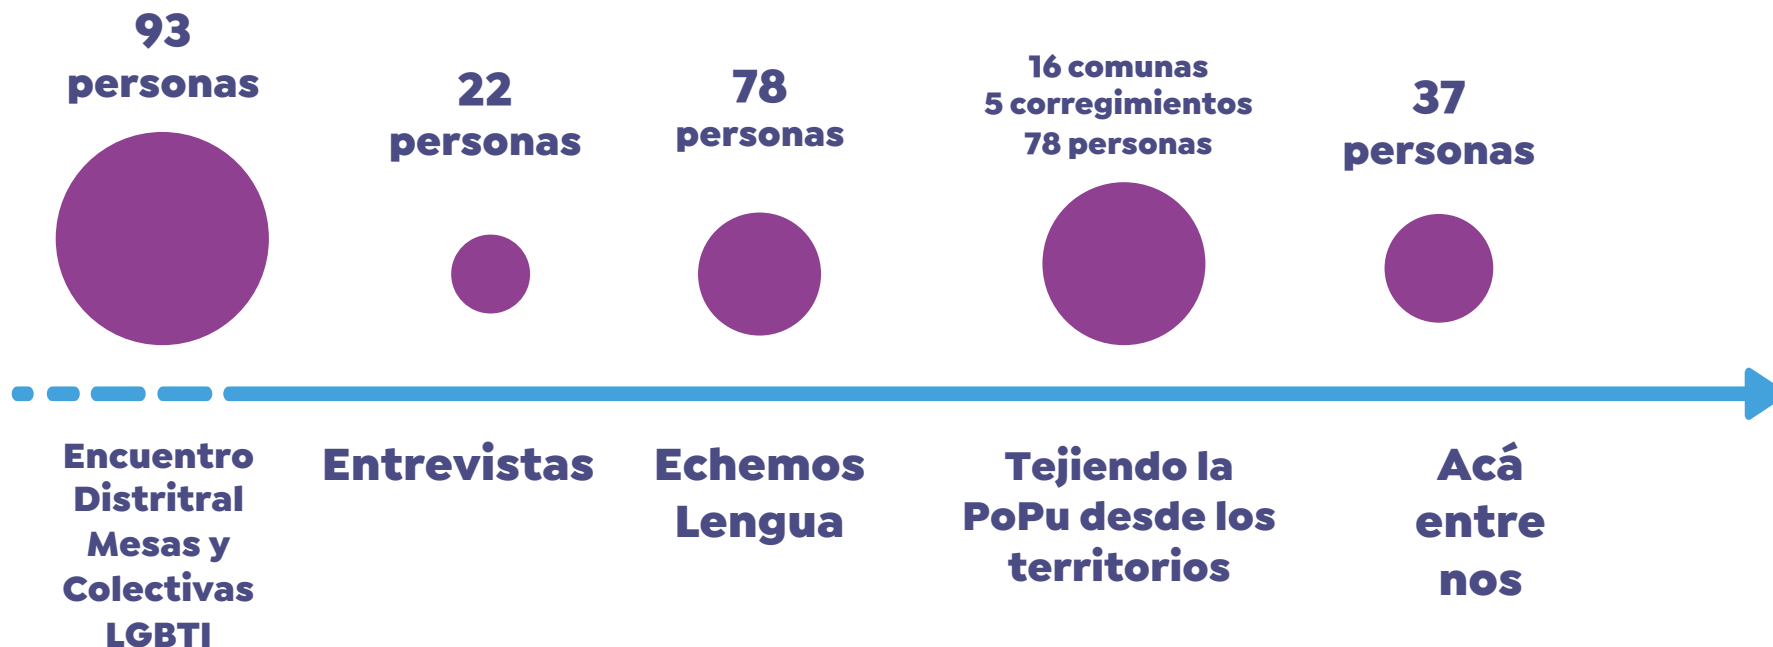 93
personas
22
personas
78
personas
16 comunas
5 corregimientos
78 personas
37
personas
Encuentro
Distritral
Mesas y
Colectivas
LGBTI
Entrevistas
Echemos
Lengua
Tejiendo la
PoPu desde los
territorios
Acá
entre
nos